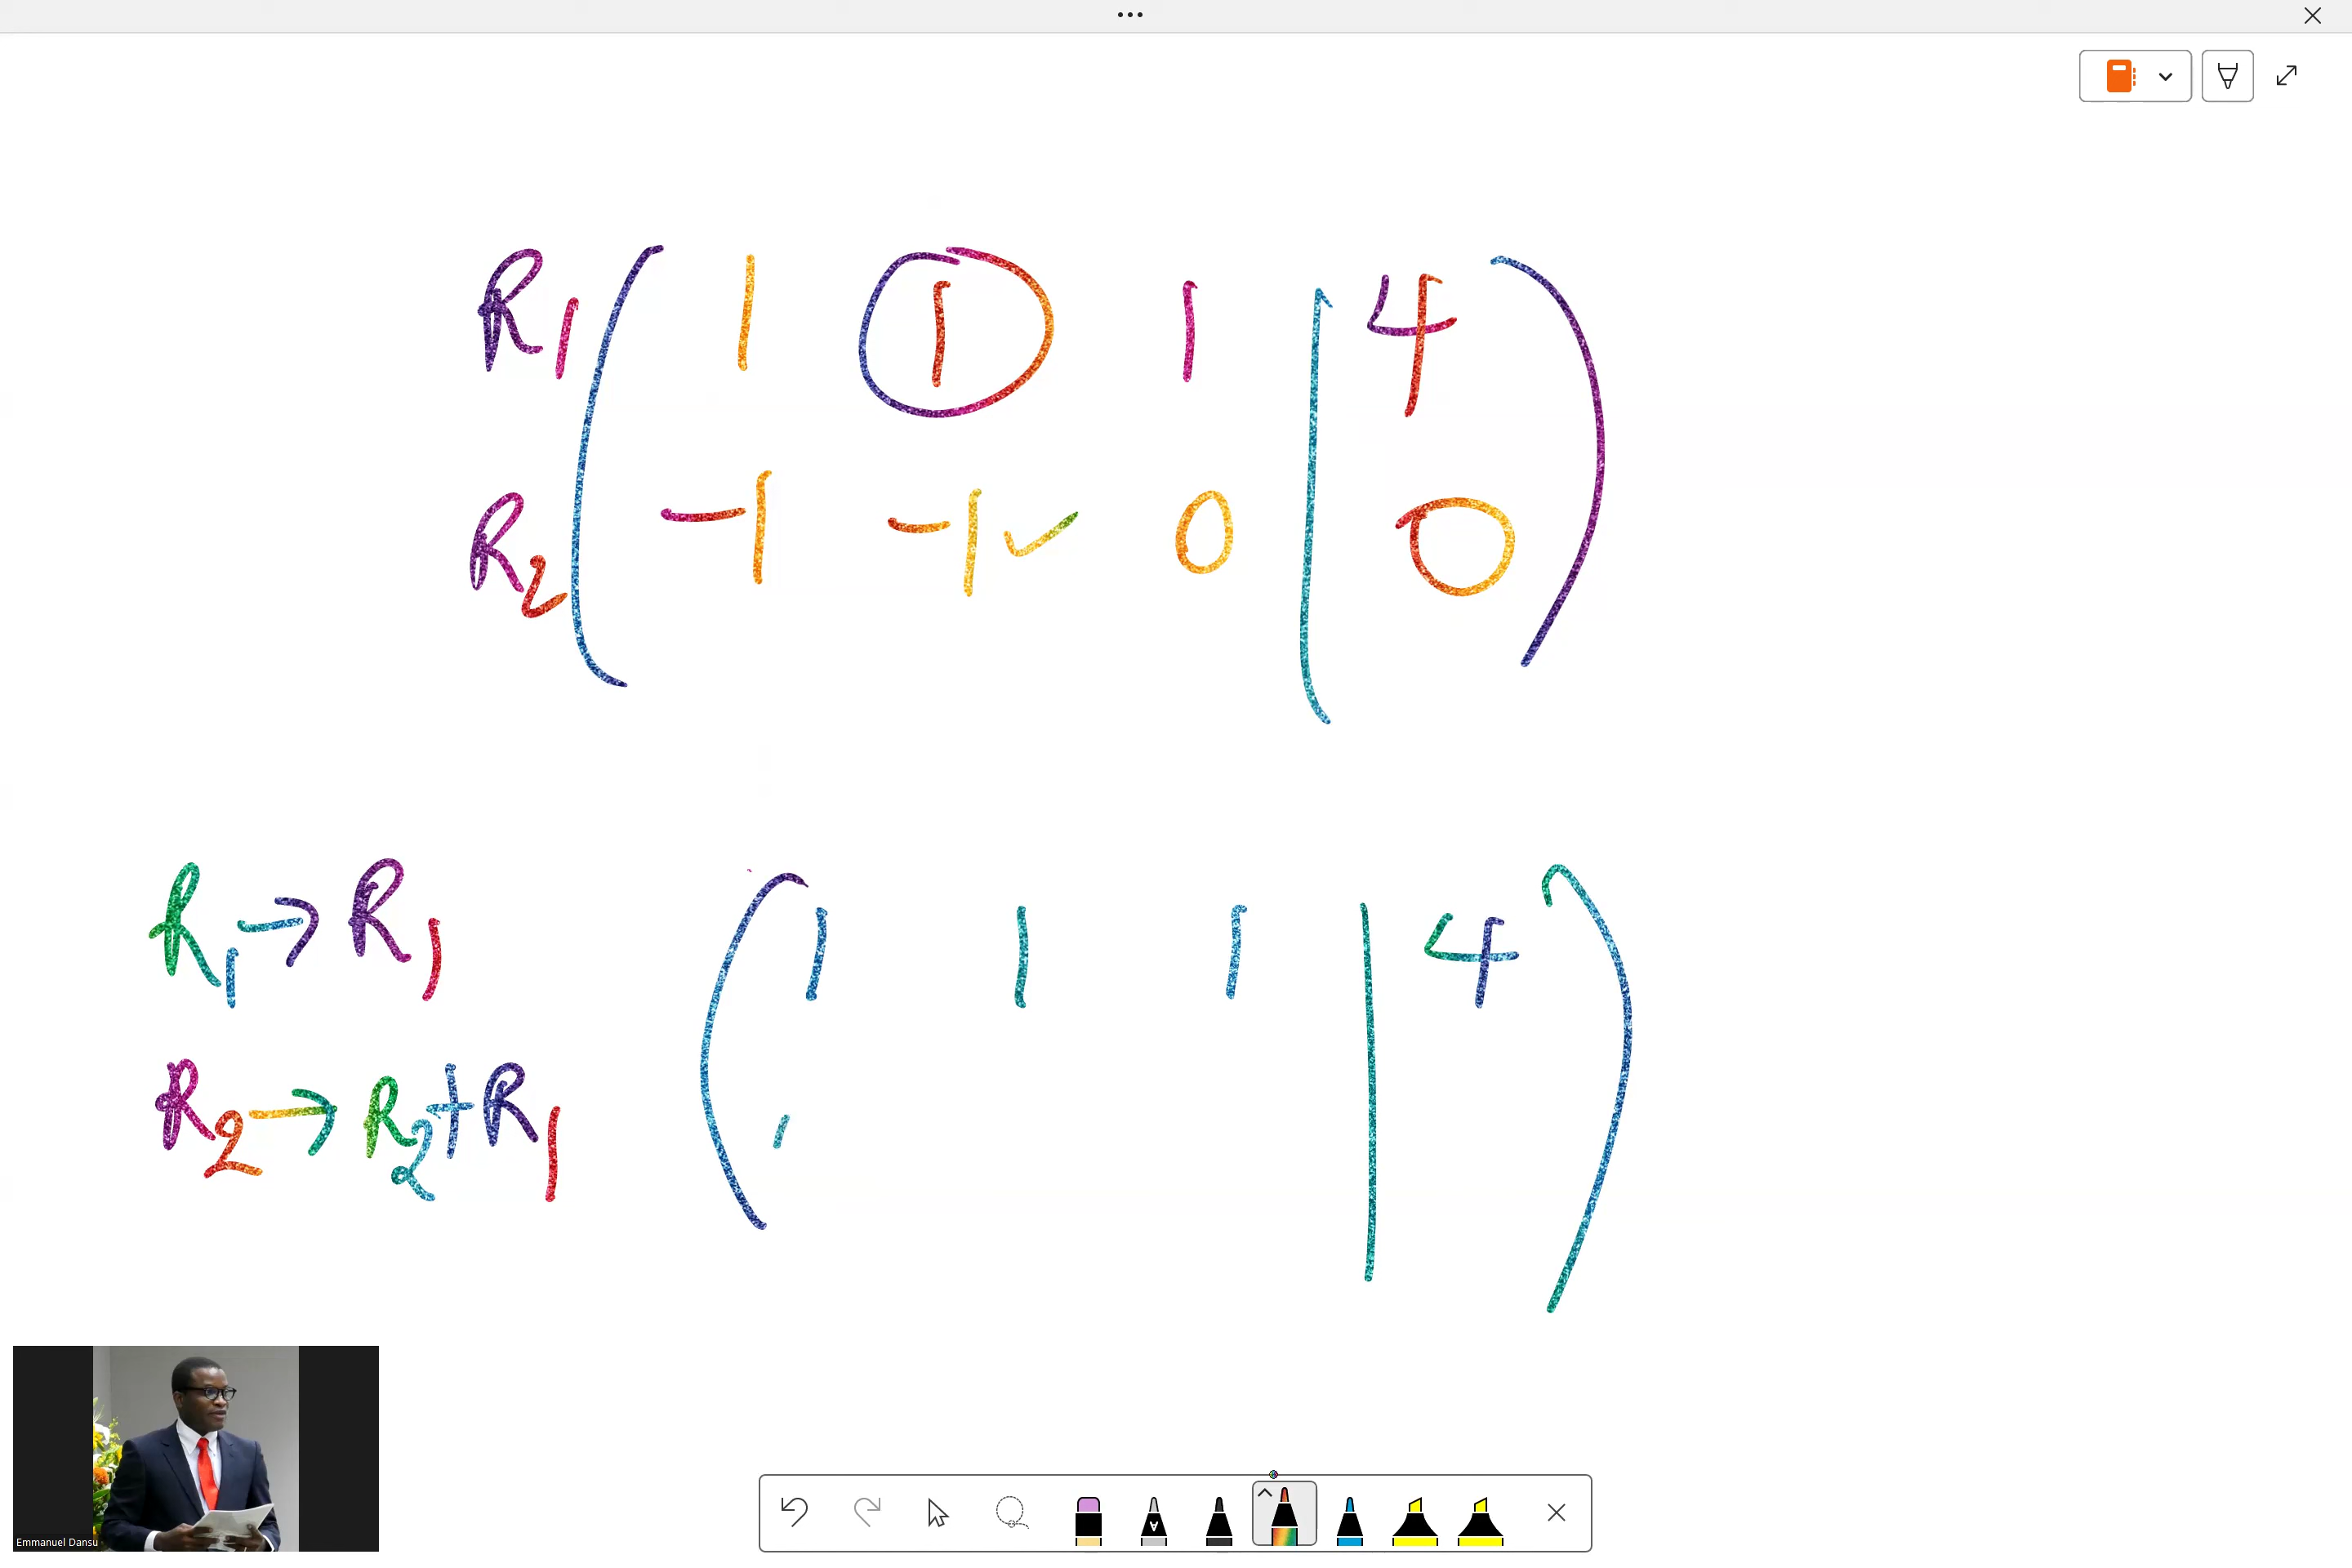 R1 ( 1 1 1 | 4 )
R2 ( -1 -1 ✓ 0 | 0 )
R1 → R1 ( 1 1 1 | 4 )
R2 → R2 + R1
Emmanuel Dansu